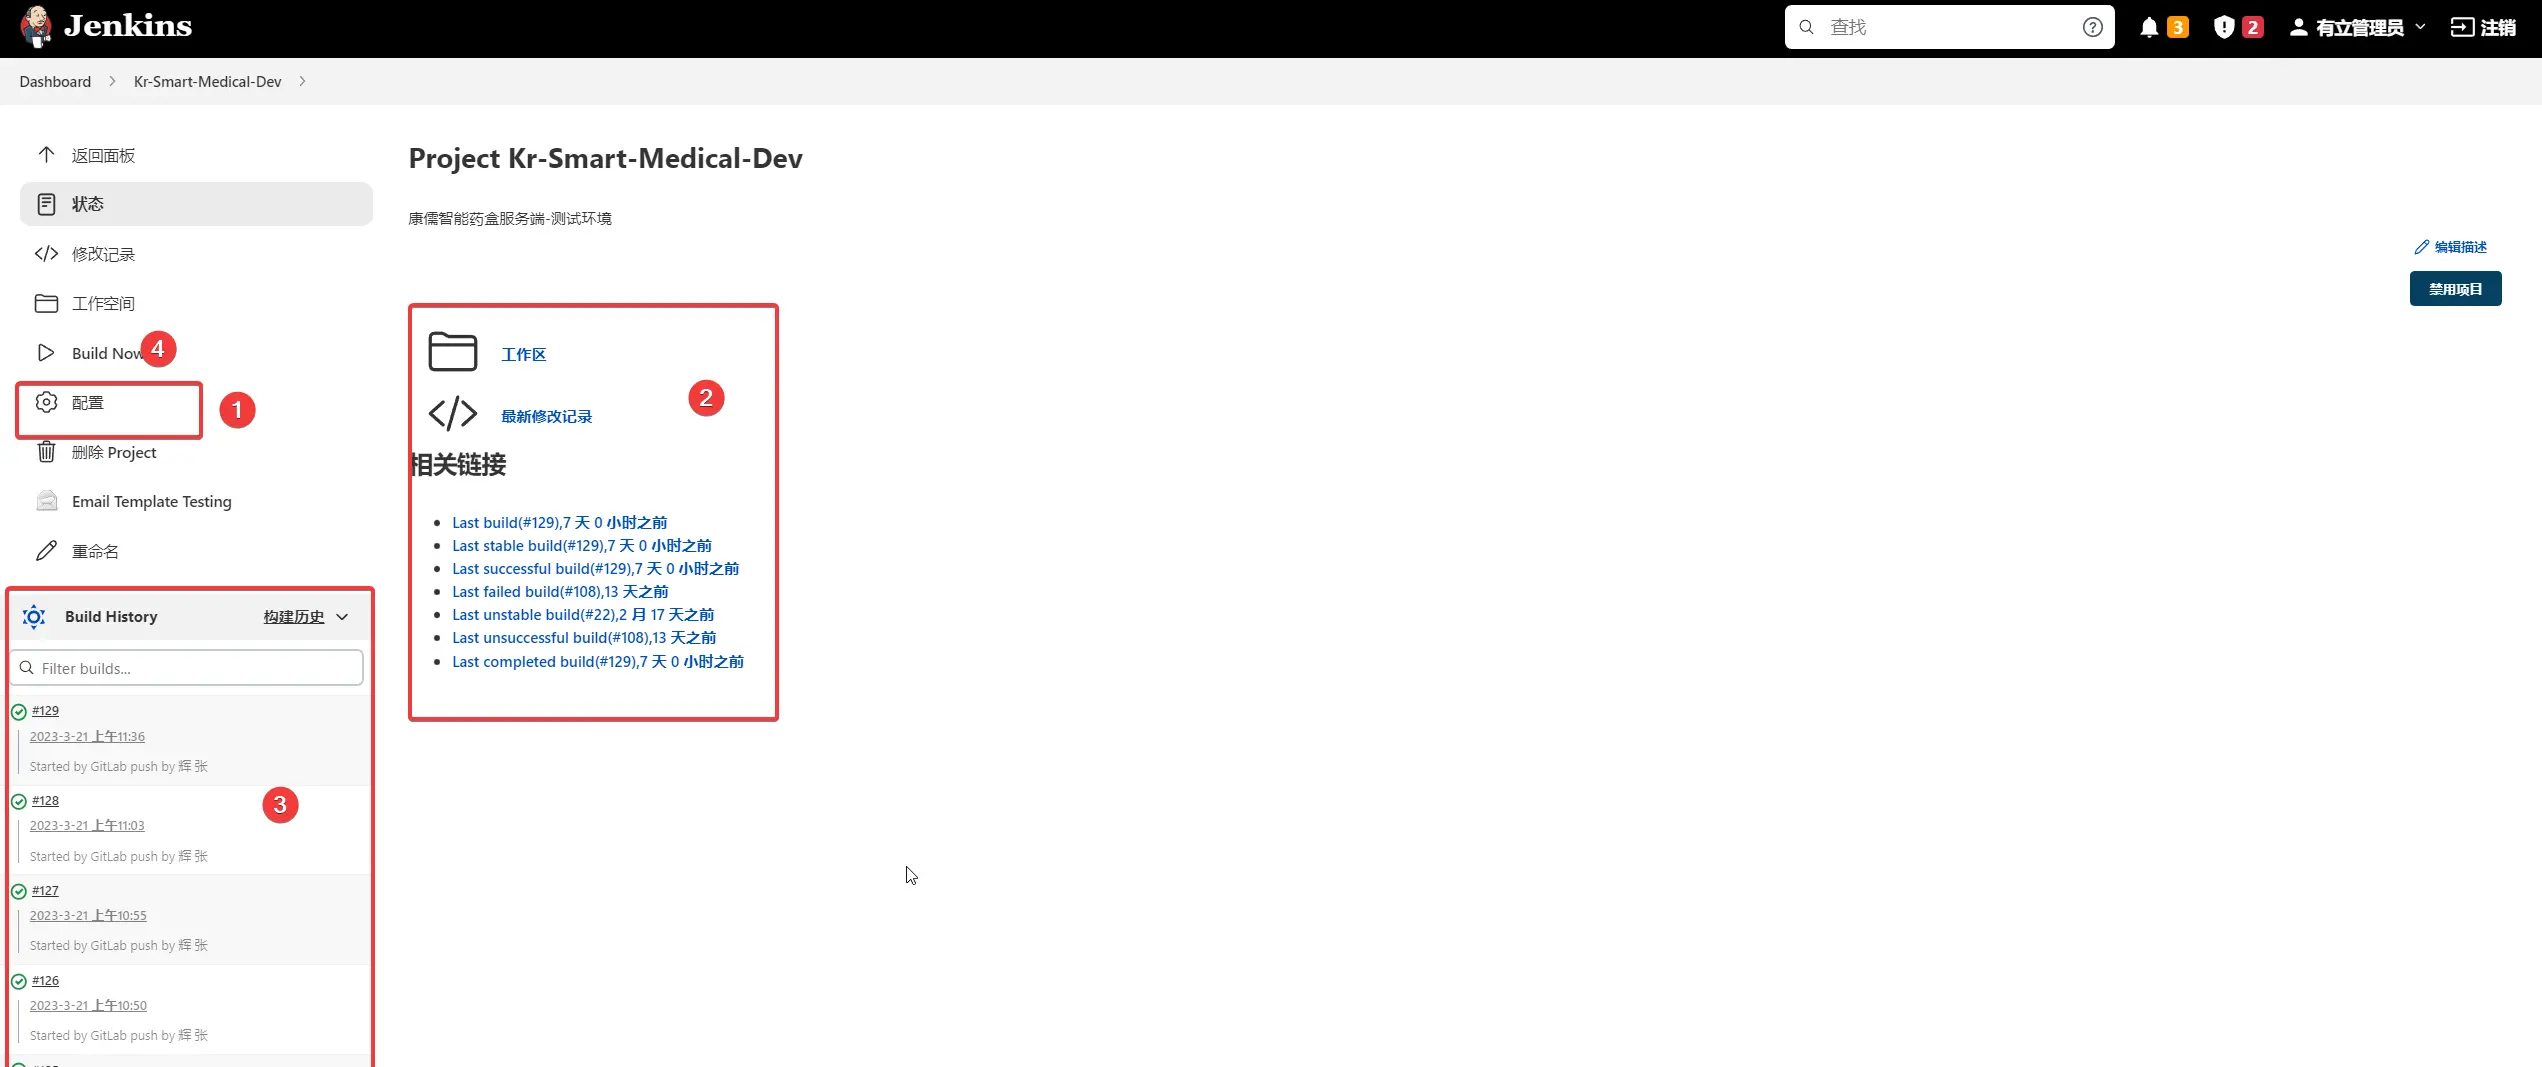 Jenkins
查找
3
2
有立管理员
注销
Dashboard
Kr-Smart-Medical-Dev
返回面板
状态
修改记录
工作空间
Build Now
4
配置
1
删除 Project
Email Template Testing
重命名
Build History
构建历史
Filter builds...
#129
2023-3-21 上午11:36
Started by GitLab push by 辉 张
#128
2023-3-21 上午11:03
Started by GitLab push by 辉 张
3
#127
2023-3-21 上午10:55
Started by GitLab push by 辉 张
#126
2023-3-21 上午10:50
Started by GitLab push by 辉 张
Project Kr-Smart-Medical-Dev
康儒智能药盒服务端-测试环境
编辑描述
禁用项目
工作区
2
最新修改记录
相关链接
Last build(#129),7 天 0 小时之前
Last stable build(#129),7 天 0 小时之前
Last successful build(#129),7 天 0 小时之前
Last failed build(#108),13 天之前
Last unstable build(#22),2 月 17 天之前
Last unsuccessful build(#108),13 天之前
Last completed build(#129),7 天 0 小时之前